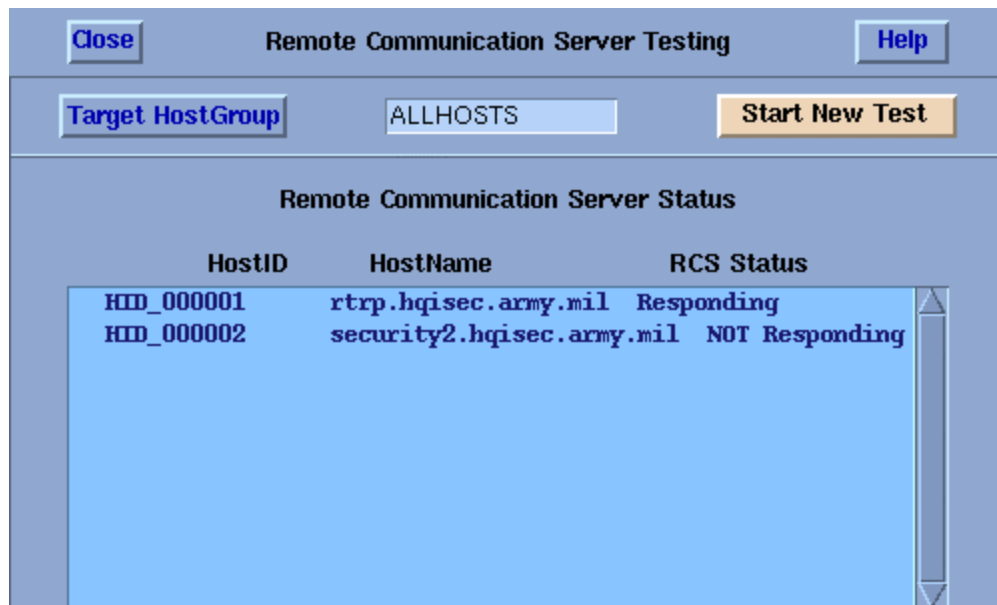 Close Remote Communication Server Testing Help
Target HostGroup ALLHOSTS Start New Test
Remote Communication Server Status
HostID HostName RCS Status
HID_000001 rtrp.hqisec.army.mil Responding
HID_000002 security2.hqisec.army.mil NOT Responding